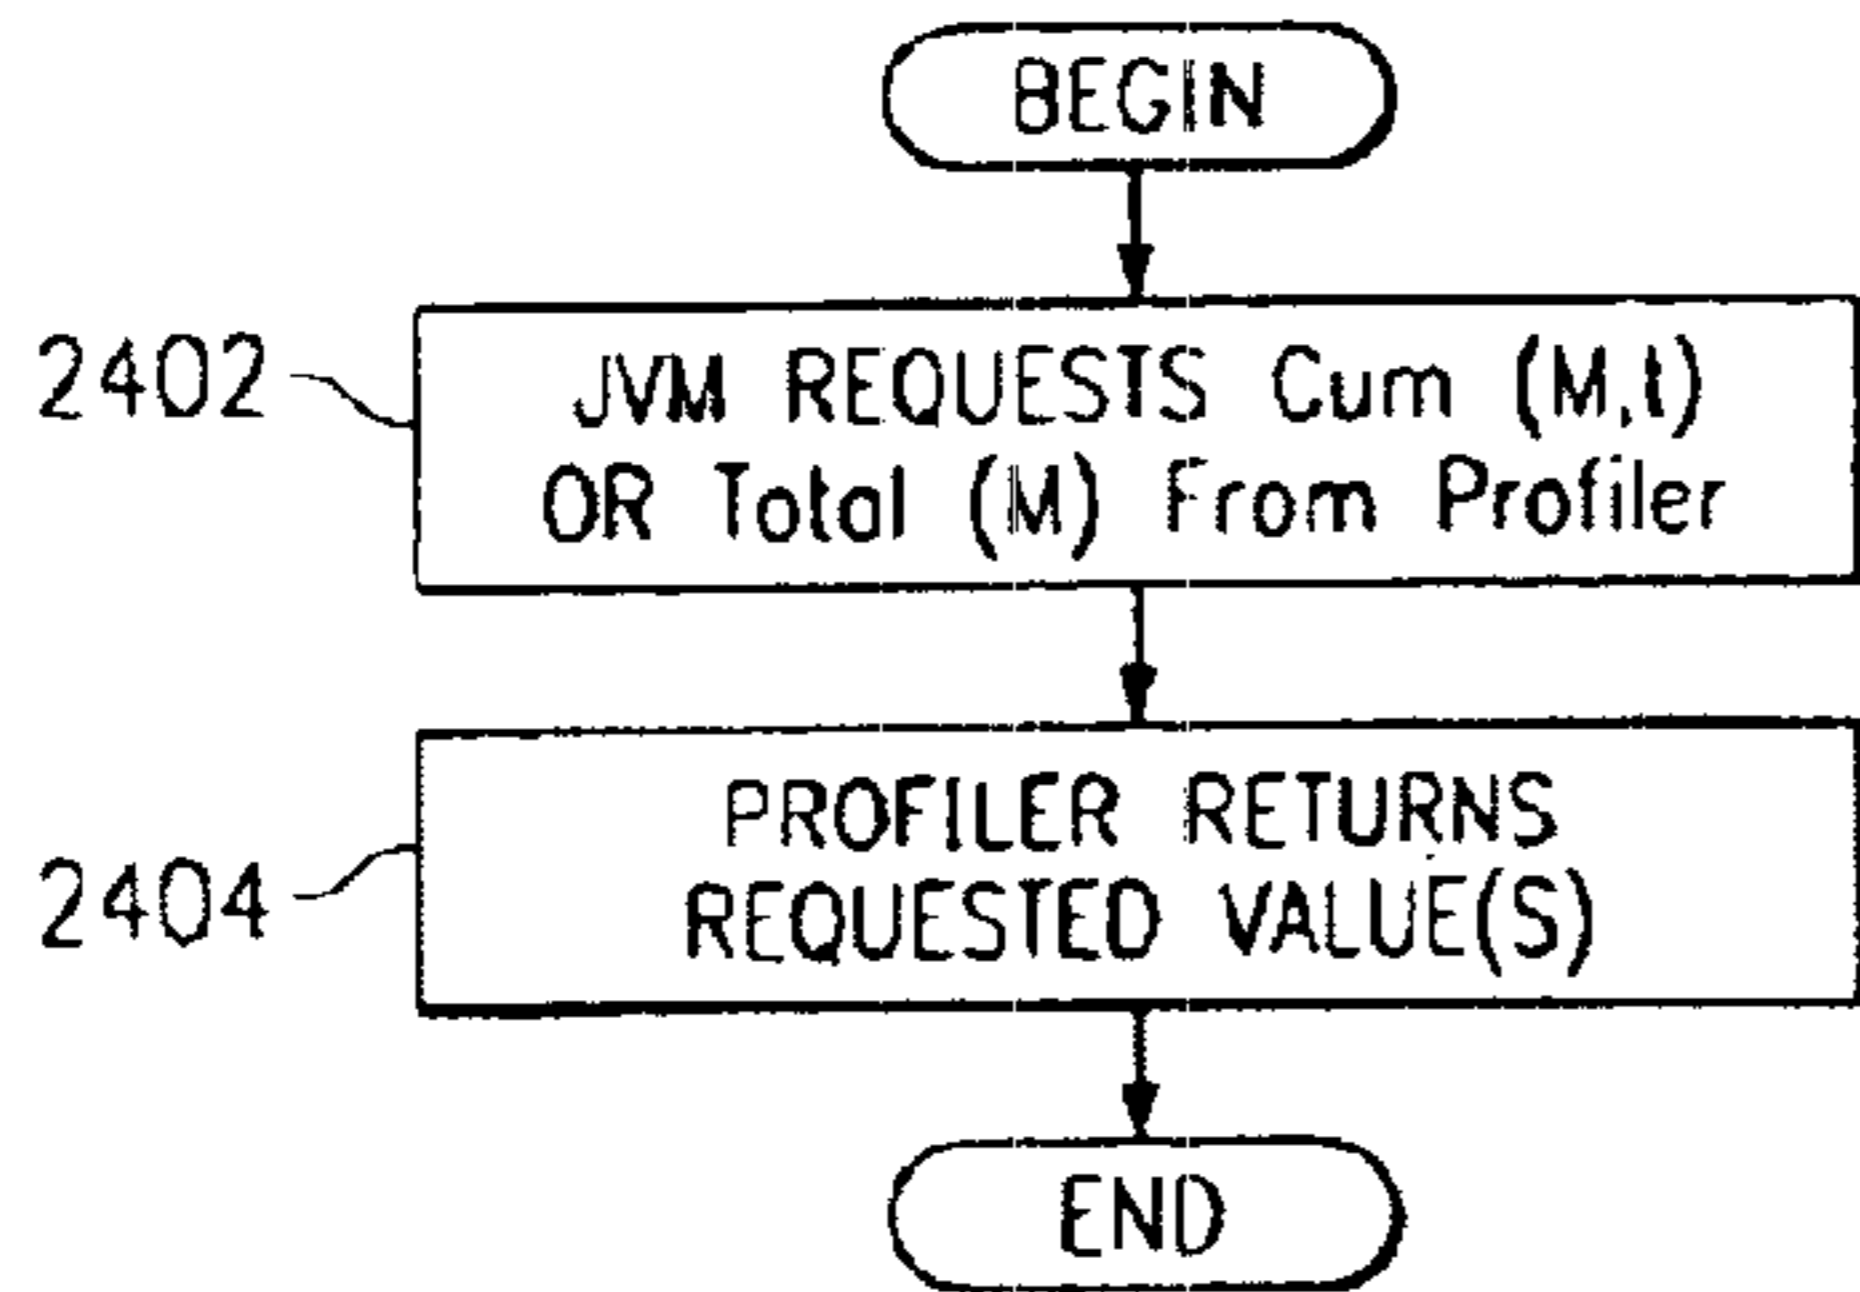 BEGIN
2402
JVM REQUESTS Cum (M,t)
OR Total (M) From Profiler
2404
PROFILER RETURNS
REQUESTED VALUE(S)
END